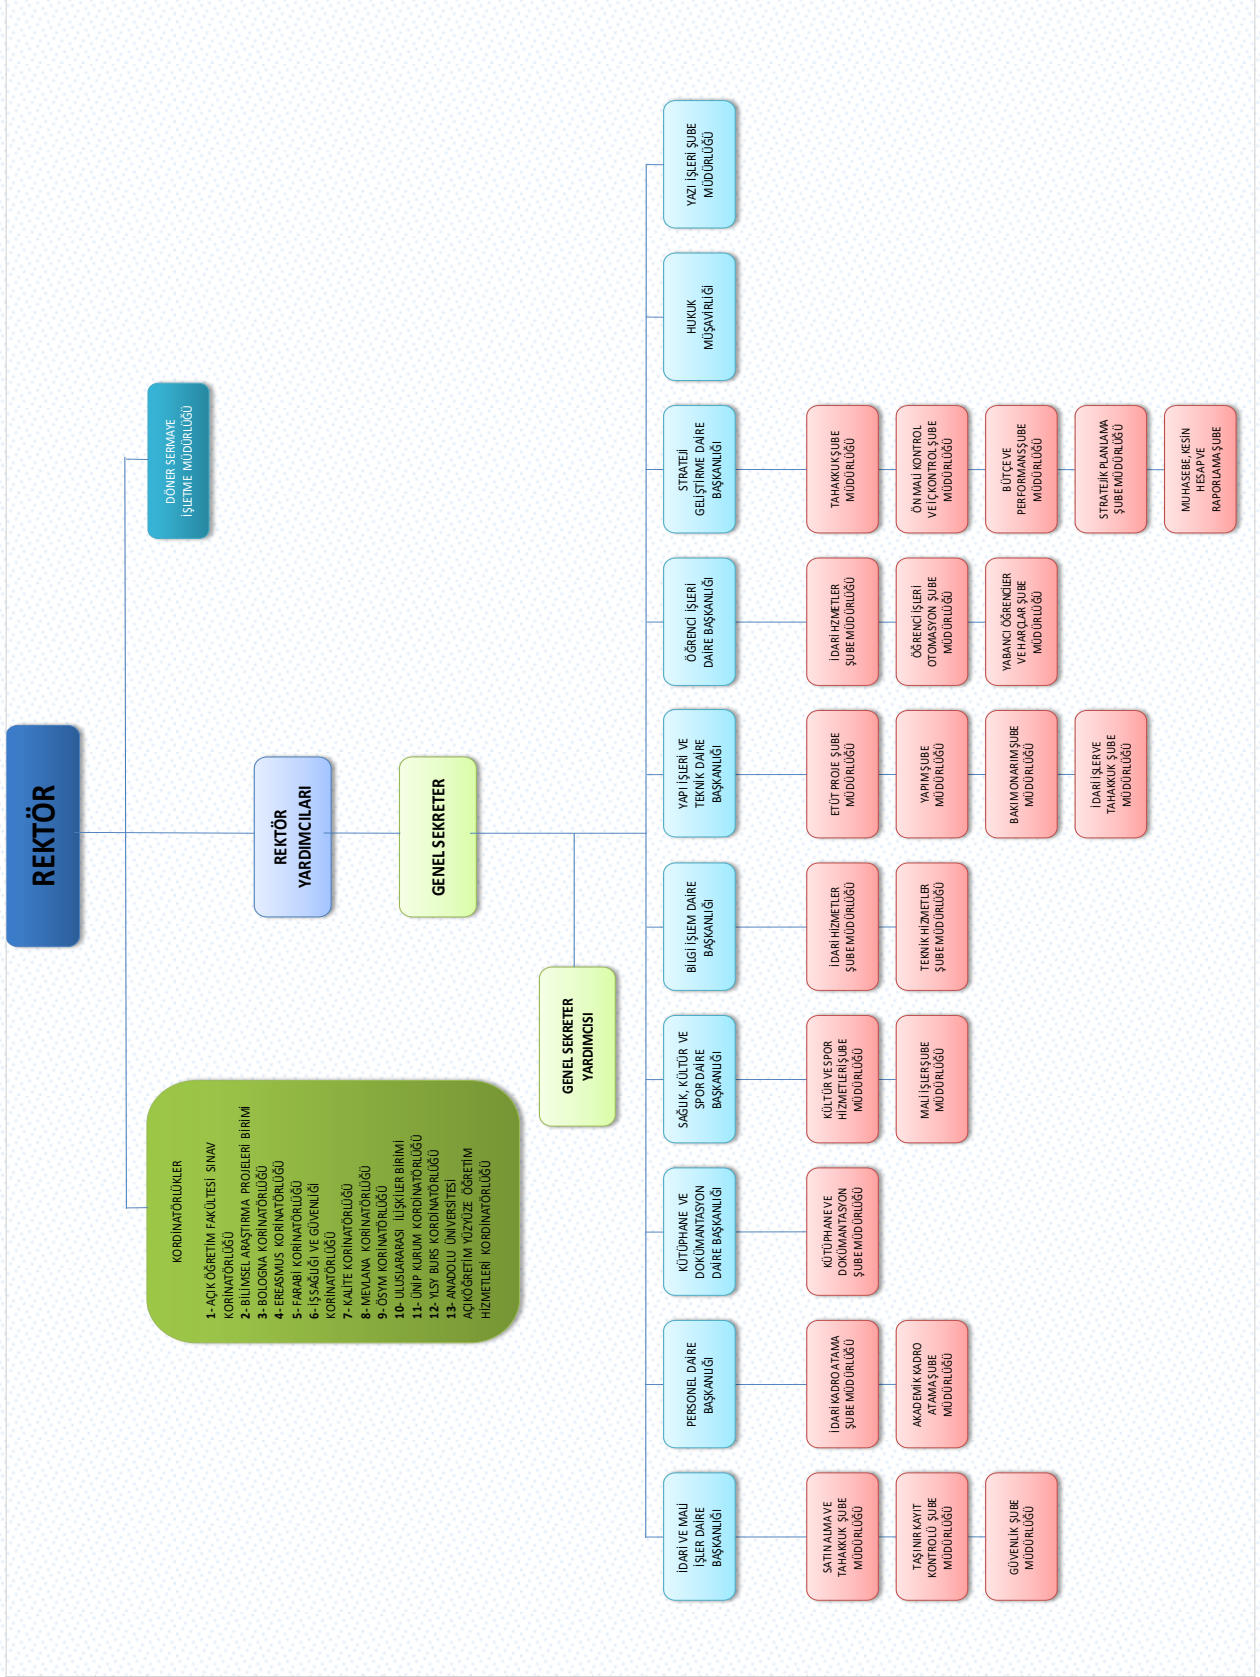 REKTÖR
KORDİNATÖRLÜKLER
1- AÇIK ÖĞRETİM FAKÜLTESİ SINAV
KORİNATÖRLÜĞÜ
2- BİLİMSEL ARAŞTIRMA PROJELERİ BİRİMİ
3- BOLOGNA KORİNATÖRLÜĞÜ
4- EREASMUS KORİNATÖRLÜĞÜ
5- FARABİ KORİNATÖRLÜĞÜ
6- İŞ SAĞLIĞI VE GÜVENLİĞİ
KORİNATÖRLÜĞÜ
7- KALİTE KORİNATÖRLÜĞÜ
8- MEVLANA KORİNATÖRLÜĞÜ
9- ÖSYM KORİNATÖRLÜĞÜ
10- ULUSLARARASI İLİŞKİLER BİRİMİ
11- ÜNİP KURUM KORDİNATÖRLÜĞÜ
12- YLSY BURS KORDİNATÖRLÜĞÜ
13- ANADOLU ÜNİVERSİTESİ
AÇIKÖĞRETİM YÜZYÜZE ÖĞRETİM
HİZMETLERİ KORDİNATÖRLÜĞÜ
DÖNER SERMAYE
İŞLETME MÜDÜRLÜĞÜ
REKTÖR
YARDIMCILARI
GENEL SEKRETER
GENEL SEKRETER
YARDIMCISI
İDARİ VE MALİ
İŞLER DAİRE
BAŞKANLIĞI
SATIN ALMA VE
TAHAKKUK ŞUBE
MÜDÜRLÜĞÜ
TAŞINIR KAYIT
KONTROLÜ ŞUBE
MÜDÜRLÜĞÜ
GÜVENLİK ŞUBE
MÜDÜRLÜĞÜ
PERSONEL DAİRE
BAŞKANLIĞI
İDARİ KADRO ATAMA
ŞUBE MÜDÜRLÜĞÜ
AKADEMİK KADRO
ATAMA ŞUBE
MÜDÜRLÜĞÜ
KÜTÜPHANE VE
DOKÜMANTASYON
DAİRE BAŞKANLIĞI
KÜTÜPHANE VE
DOKÜMANTASYON
ŞUBE MÜDÜRLÜĞÜ
SAĞLIK, KÜLTÜR VE
SPOR DAİRE
BAŞKANLIĞI
KÜLTÜR VE SPOR
HİZMETLERİ ŞUBE
MÜDÜRLÜĞÜ
MALİ İŞLER ŞUBE
MÜDÜRLÜĞÜ
BİLGİ İŞLEM DAİRE
BAŞKANLIĞI
İDARİ HİZMETLER
ŞUBE MÜDÜRLÜĞÜ
TEKNİK HİZMETLER
ŞUBE MÜDÜRLÜĞÜ
YAPI İŞLERİ VE
TEKNİK DAİRE
BAŞKANLIĞI
ETÜT PROJE ŞUBE
MÜDÜRLÜĞÜ
YAPIM ŞUBE
MÜDÜRLÜĞÜ
BAKIM ONARIM ŞUBE
MÜDÜRLÜĞÜ
İDARİ İŞLER VE
TAHAKKUK ŞUBE
MÜDÜRLÜĞÜ
ÖĞRENCİ İŞLERİ
DAİRE BAŞKANLIĞI
İDARİ HZMETLER
ŞUBE MÜDÜRLÜĞÜ
ÖĞRENCİ İŞLERİ
OTOMASYON ŞUBE
MÜDÜRLÜĞÜ
YABANCI ÖĞRENCİLER
VE HARÇLAR ŞUBE
MÜDÜRLÜĞÜ
STRATEJİ
GELİŞTİRME DAİRE
BAŞKANLIĞI
TAHAKKUK ŞUBE
MÜDÜRLÜĞÜ
ÖN MALİ KONTROL
VE İÇ KONTROL ŞUBE
MÜDÜRLÜĞÜ
BÜTÇE VE
PERFORMANS ŞUBE
MÜDÜRLÜĞÜ
STRATEJİK PLANLAMA
ŞUBE MÜDÜRLÜĞÜ
MUHASEBE, KESİN
HESAP VE
RAPORLAMA ŞUBE
HUKUK
MÜŞAVİRLİĞİ
YAZI İŞLERİ ŞUBE
MÜDÜRLÜĞÜ